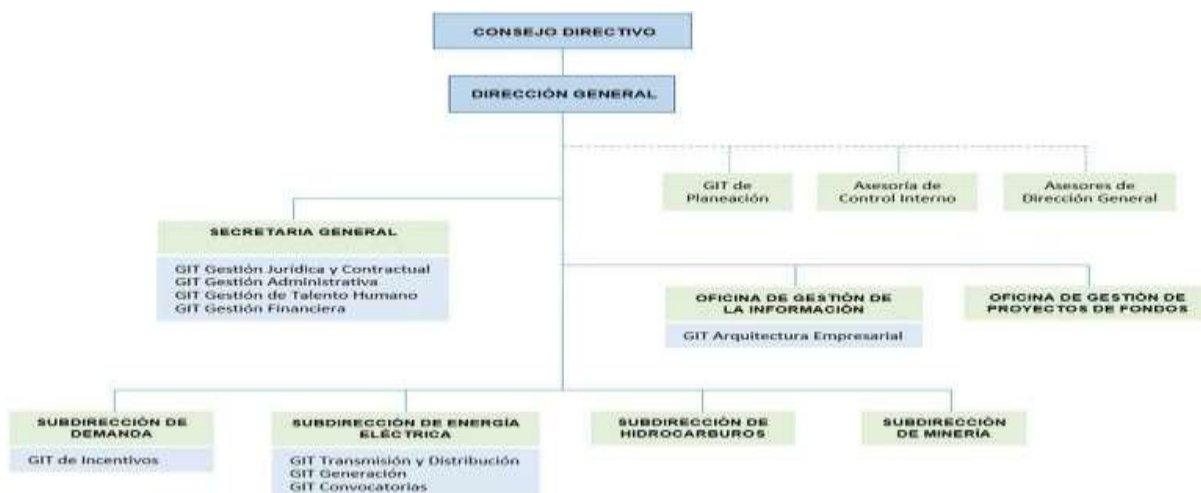 CONSEJO DIRECTIVO
DIRECCIÓN GENERAL
GIT de
Planeación
Asesoría de
Control Interno
Asesores de
Dirección General
SECRETARIA GENERAL
GIT Gestión Jurídica y Contractual
GIT Gestión Administrativa
GIT Gestión de Talento Humano
GIT Gestión Financiera
OFICINA DE GESTIÓN DE
LA INFORMACIÓN
GIT Arquitectura Empresarial
OFICINA DE GESTIÓN DE
PROYECTOS DE FONDOS
SUBDIRECCIÓN DE
DEMANDA
GIT de Incentivos
SUBDIRECCIÓN DE ENERGÍA
ELÉCTRICA
GIT Transmisión y Distribución
GIT Generación
GIT Convocatorias
SUBDIRECCIÓN DE
HIDROCARBUROS
SUBDIRECCIÓN
DE MINERÍA